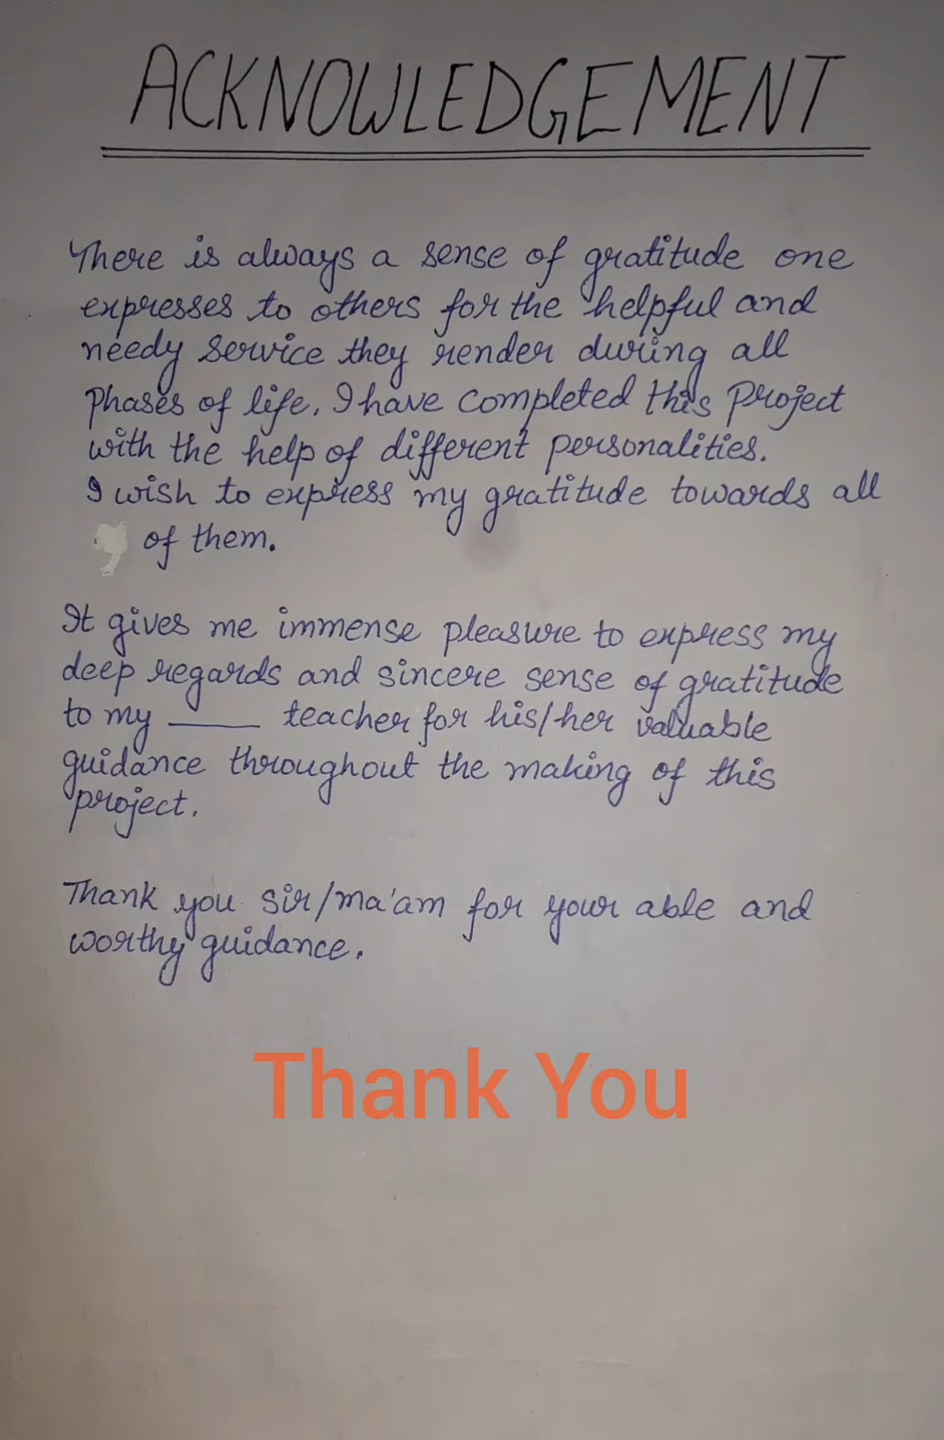 ACKNOWLEDGEMENT
There is always a sense of gratitude one
expresses to others for the helpful and
needy service they render during all
phases of life. I have completed this project
with the help of different personalities.
I wish to express my gratitude towards all
of them.
It gives me immense pleasure to express my
deep regards and sincere sense of gratitude
to my _____ teacher for his/her valuable
guidance throughout the making of this
project.
Thank you sir/ma'am for your able and
worthy guidance.
Thank You